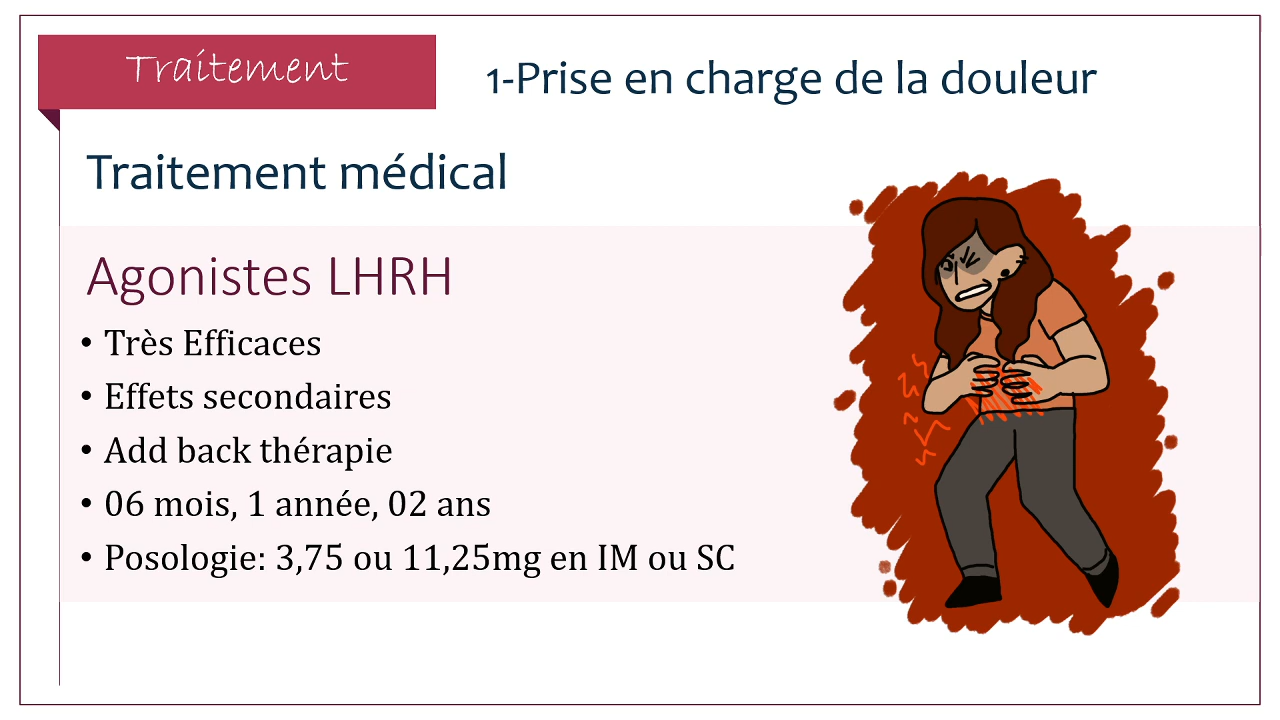 Traitement
1-Prise en charge de la douleur
Traitement médical
Agonistes LHRH
• Très Efficaces
• Effets secondaires
• Add back thérapie
• 06 mois, 1 année, 02 ans
• Posologie: 3,75 ou 11,25mg en IM ou SC